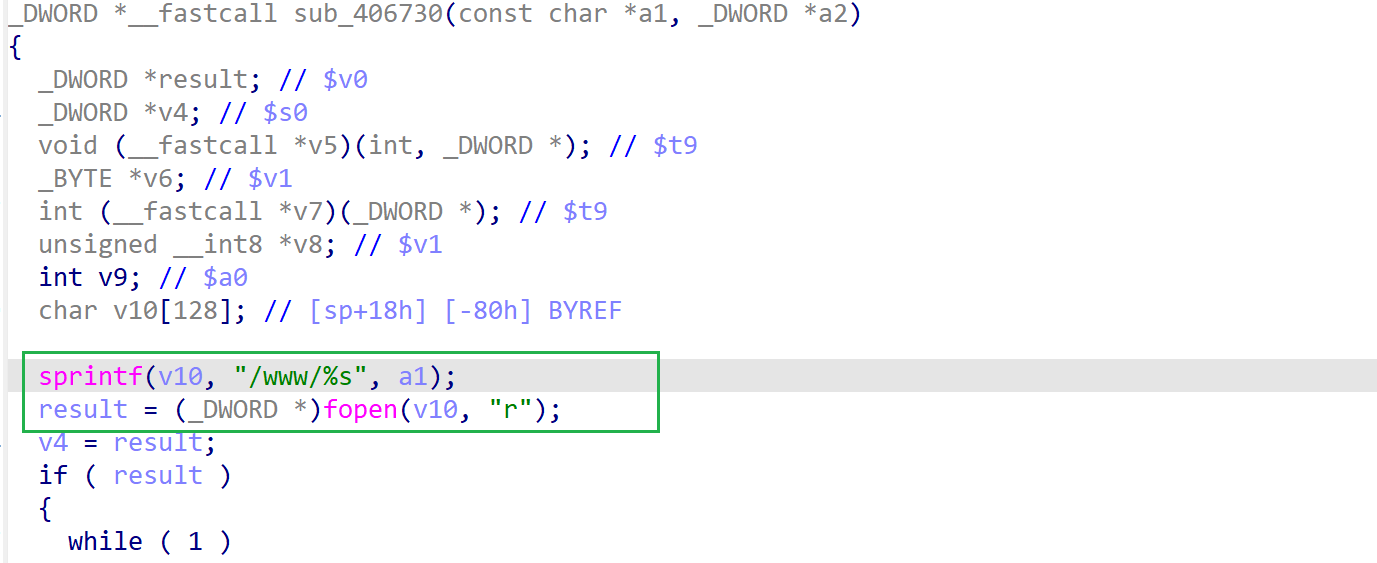 _DWORD *__fastcall sub_406730(const char *a1, _DWORD *a2)
{
  _DWORD *result; // $v0
  _DWORD *v4; // $s0
  void (__fastcall *v5)(int, _DWORD *); // $t9
  _BYTE *v6; // $v1
  int (__fastcall *v7)(_DWORD *); // $t9
  unsigned __int8 *v8; // $v1
  int v9; // $a0
  char v10[128]; // [sp+18h] [-80h] BYREF
  sprintf(v10, "/www/%s", a1);
  result = (_DWORD *)fopen(v10, "r");
  v4 = result;
  if ( result )
  {
    while ( 1 )